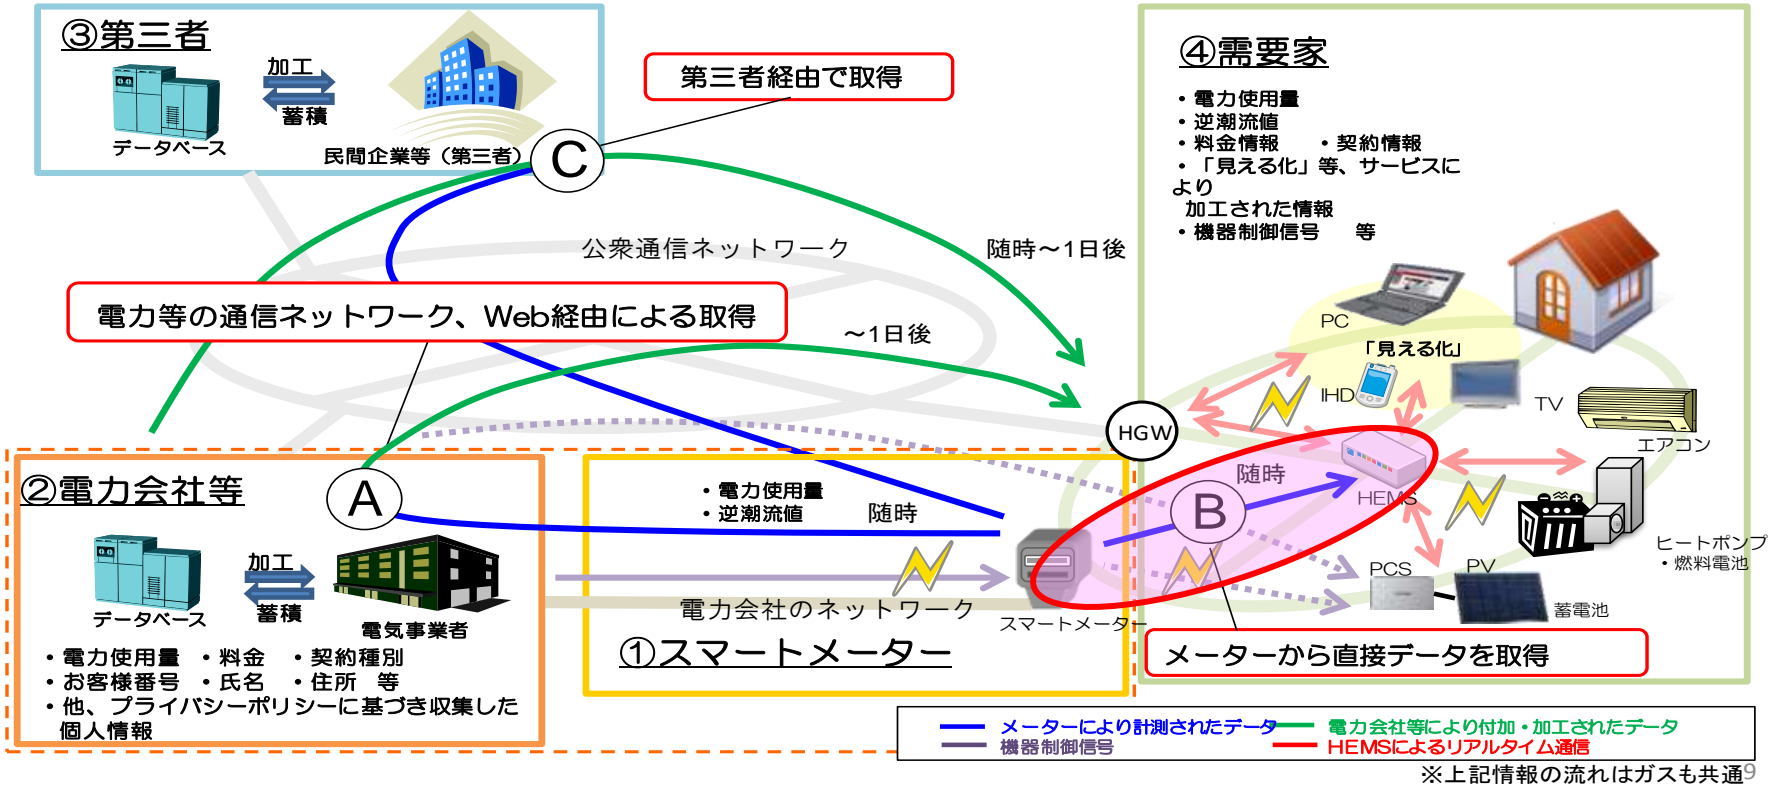 ③第三者
加工
蓄積
データベース
民間企業等（第三者）
C
第三者経由で取得
④需要家
・電力使用量
・逆潮流値
・料金情報　・契約情報
・「見える化」等、サービスに
より
加工された情報
・機器制御信号　等
公衆通信ネットワーク
随時～1日後
電力等の通信ネットワーク、Web経由による取得
～1日後
PC
「見える化」
IHD
TV
エアコン
HGW
HEMS
随時
B
ヒートポンプ
・燃料電池
PCS
PV
蓄電池
②電力会社等
A
加工
蓄積
データベース
電気事業者
・電力使用量　・料金　・契約種別
・お客様番号　・氏名　・住所　等
・他、プライバシーポリシーに基づき収集した
個人情報
・電力使用量
・逆潮流値
随時
電力会社のネットワーク
スマートメーター
①スマートメーター
メーターから直接データを取得
メーターにより計測されたデータ
電力会社等により付加・加工されたデータ
機器制御信号
HEMSによるリアルタイム通信
※上記情報の流れはガスも共通
9